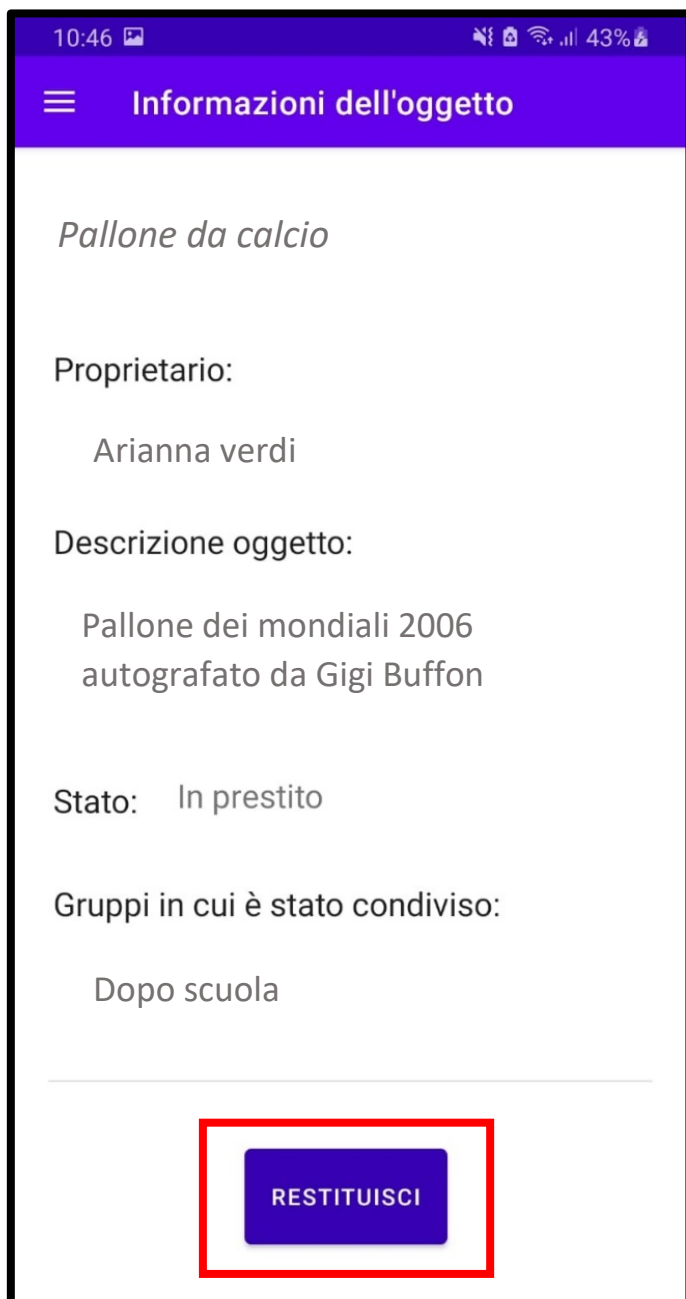 10:46 43%
Informazioni dell'oggetto
Pallone da calcio
Proprietario:
Arianna verdi
Descrizione oggetto:
Pallone dei mondiali 2006
autografato da Gigi Buffon
Stato: In prestito
Gruppi in cui è stato condiviso:
Dopo scuola
RESTITUISCI